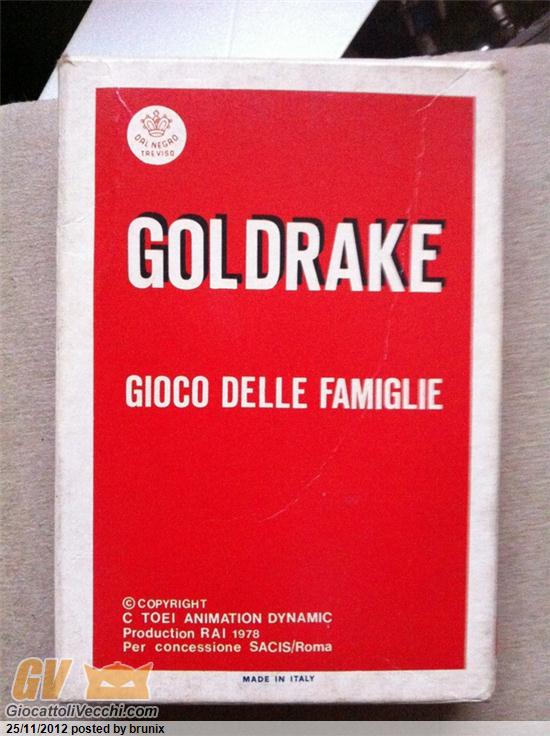 DAL NEGRO
TREVISO
GOLDRAKE
GIOCO DELLE FAMIGLIE
© COPYRIGHT
C TOEI ANIMATION DYNAMIC
Production RAI 1978
Per concessione SACIS/Roma
MADE IN ITALY
GV
GiocattoliVecchi.com
25/11/2012 posted by brunix